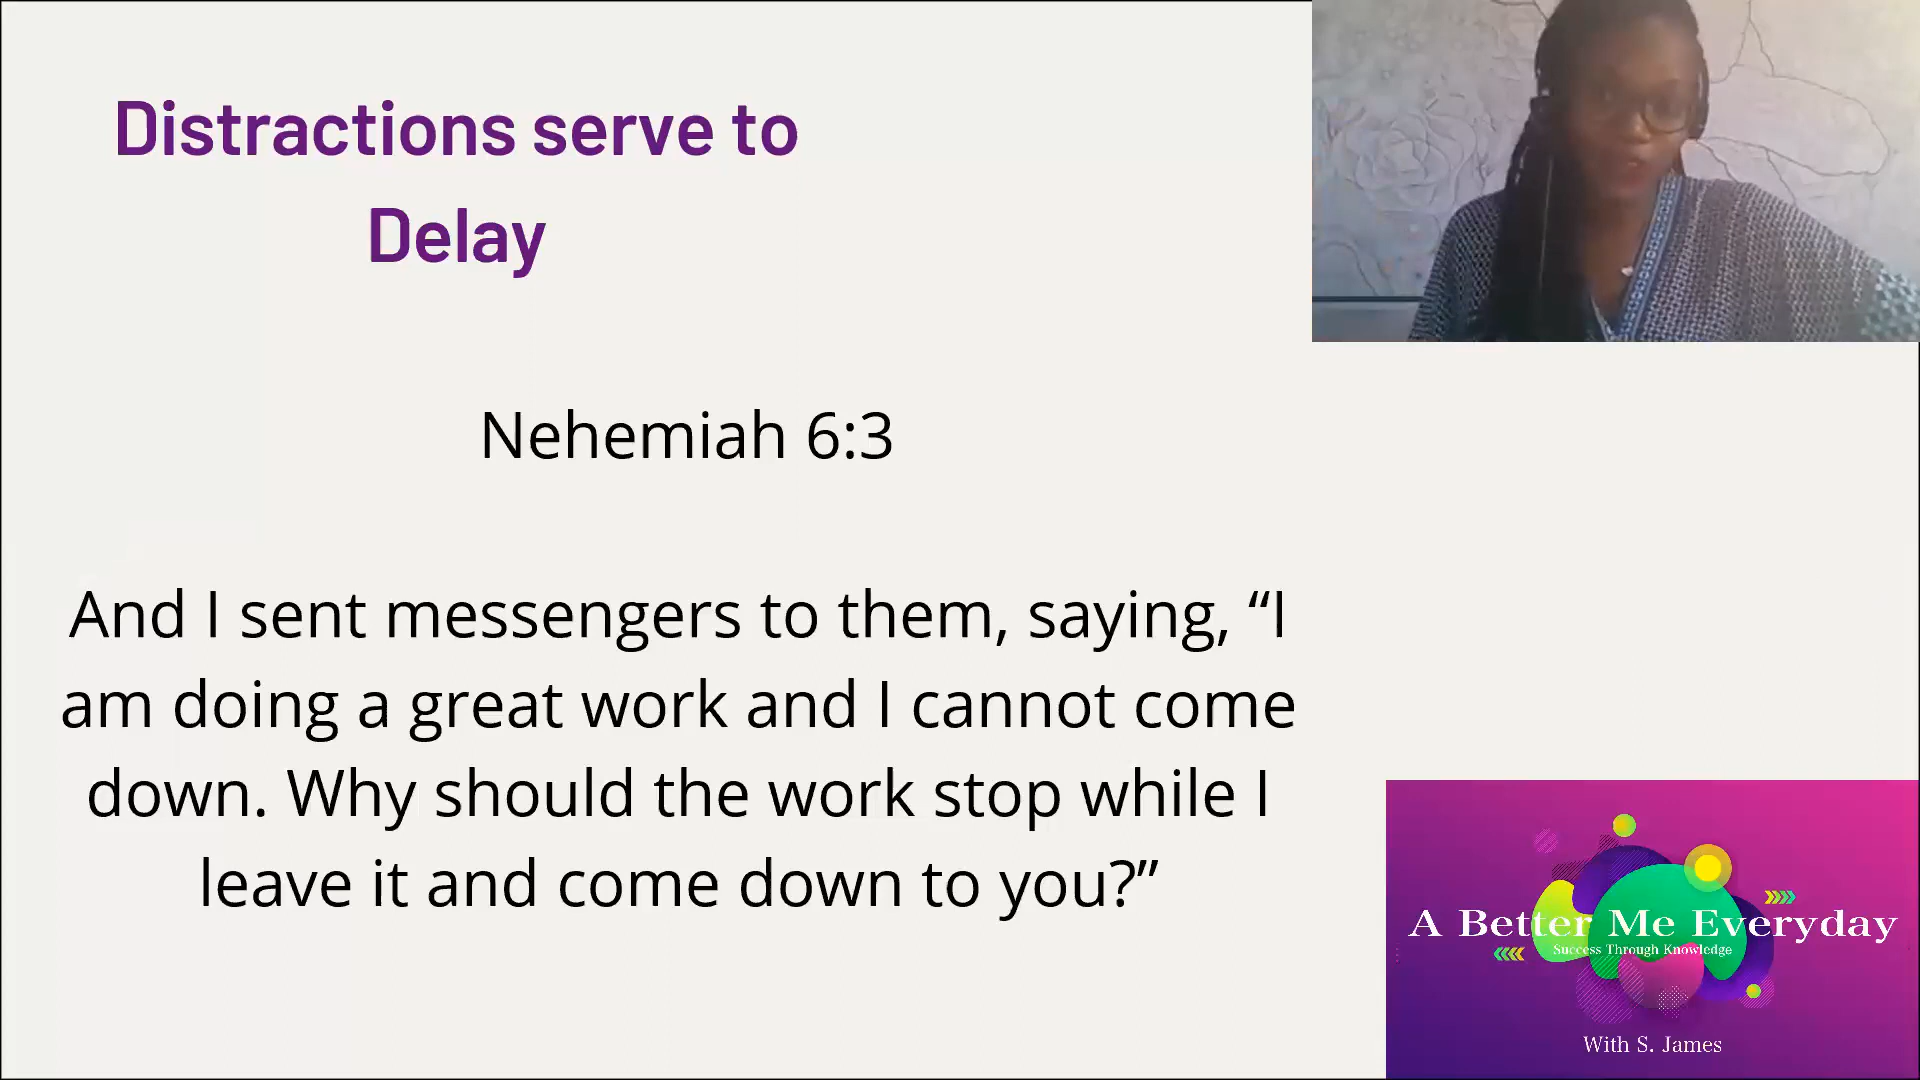 Distractions serve to
Delay
Nehemiah 6:3
And I sent messengers to them, saying, “I
am doing a great work and I cannot come
down. Why should the work stop while I
leave it and come down to you?”
A Better Me Everyday
Success Through Knowledge
With S. James